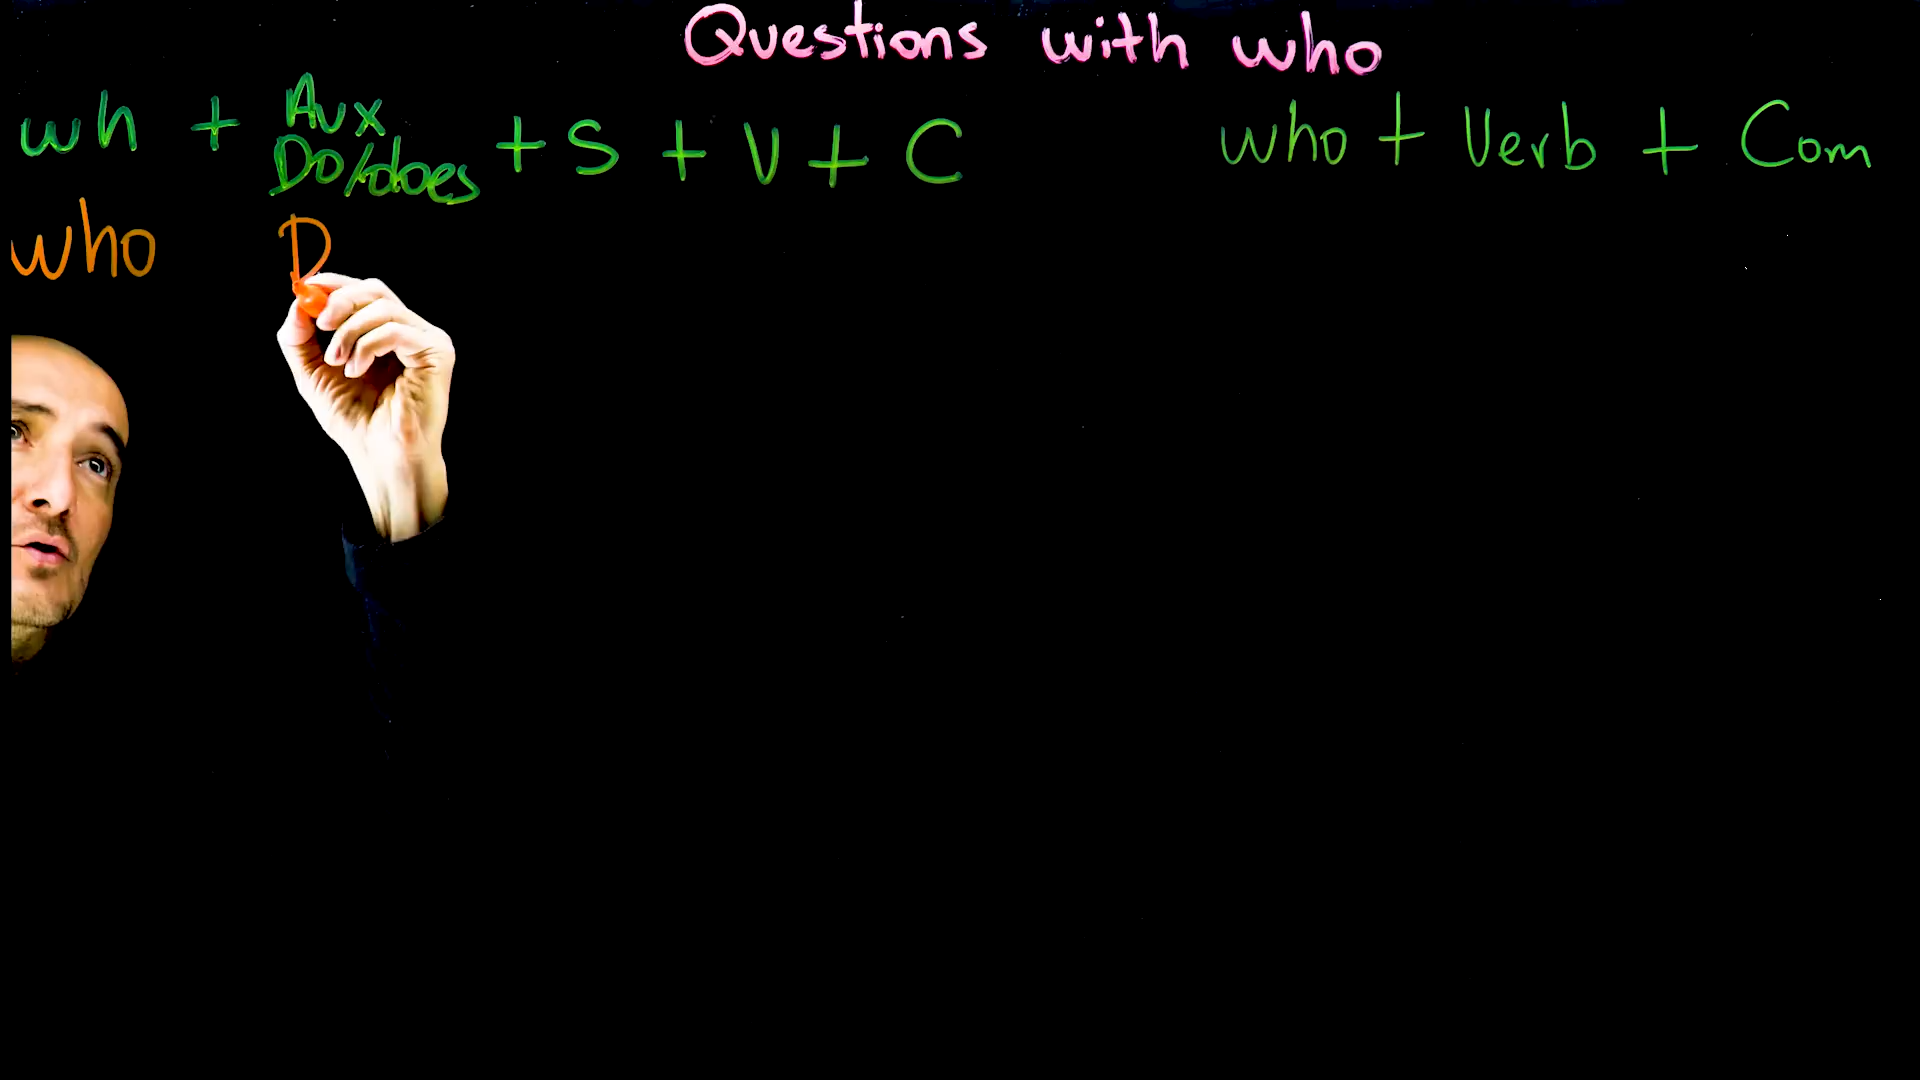 Questions with who
wh + Aux Do/does + S + V + C
who + Verb + Com
who D